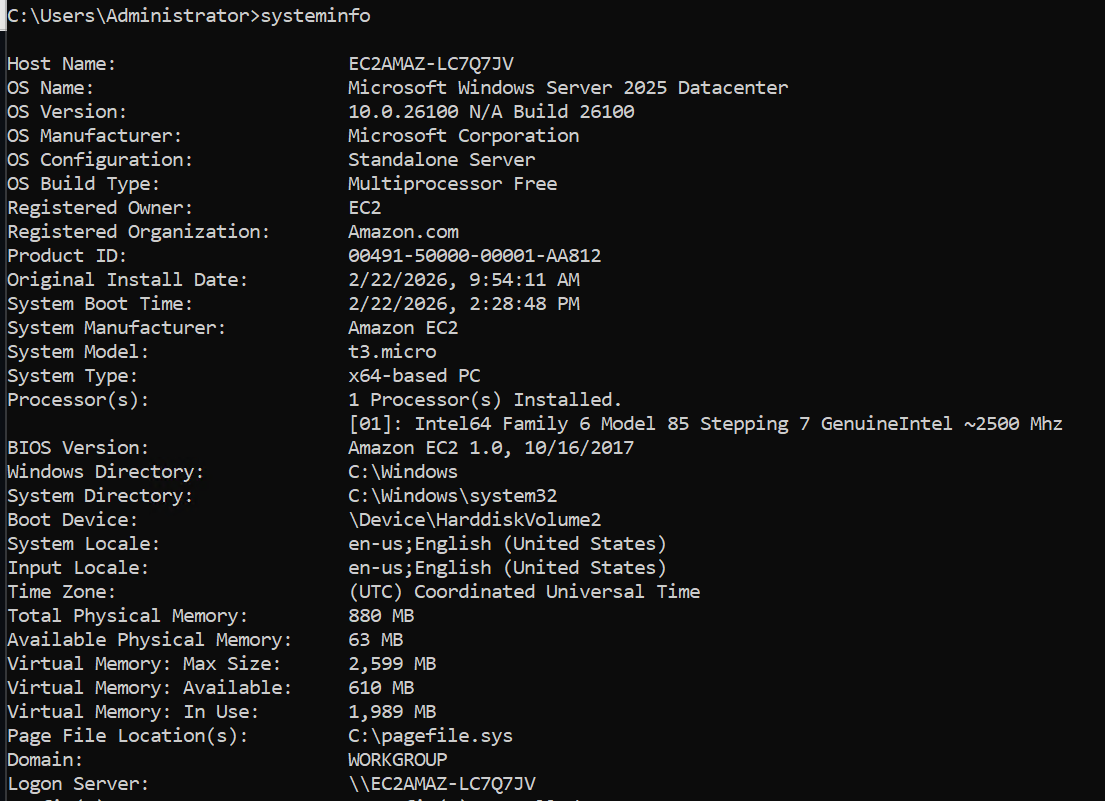 C:\Users\Administrator>systeminfo
Host Name: EC2AMAZ-LC7Q7JV
OS Name: Microsoft Windows Server 2025 Datacenter
OS Version: 10.0.26100 N/A Build 26100
OS Manufacturer: Microsoft Corporation
OS Configuration: Standalone Server
OS Build Type: Multiprocessor Free
Registered Owner: EC2
Registered Organization: Amazon.com
Product ID: 00491-50000-00001-AA812
Original Install Date: 2/22/2026, 9:54:11 AM
System Boot Time: 2/22/2026, 2:28:48 PM
System Manufacturer: Amazon EC2
System Model: t3.micro
System Type: x64-based PC
Processor(s): 1 Processor(s) Installed.
[01]: Intel64 Family 6 Model 85 Stepping 7 GenuineIntel ~2500 Mhz
BIOS Version: Amazon EC2 1.0, 10/16/2017
Windows Directory: C:\Windows
System Directory: C:\Windows\system32
Boot Device: \Device\HarddiskVolume2
System Locale: en-us;English (United States)
Input Locale: en-us;English (United States)
Time Zone: (UTC) Coordinated Universal Time
Total Physical Memory: 880 MB
Available Physical Memory: 63 MB
Virtual Memory: Max Size: 2,599 MB
Virtual Memory: Available: 610 MB
Virtual Memory: In Use: 1,989 MB
Page File Location(s): C:\pagefile.sys
Domain: WORKGROUP
Logon Server: \\EC2AMAZ-LC7Q7JV